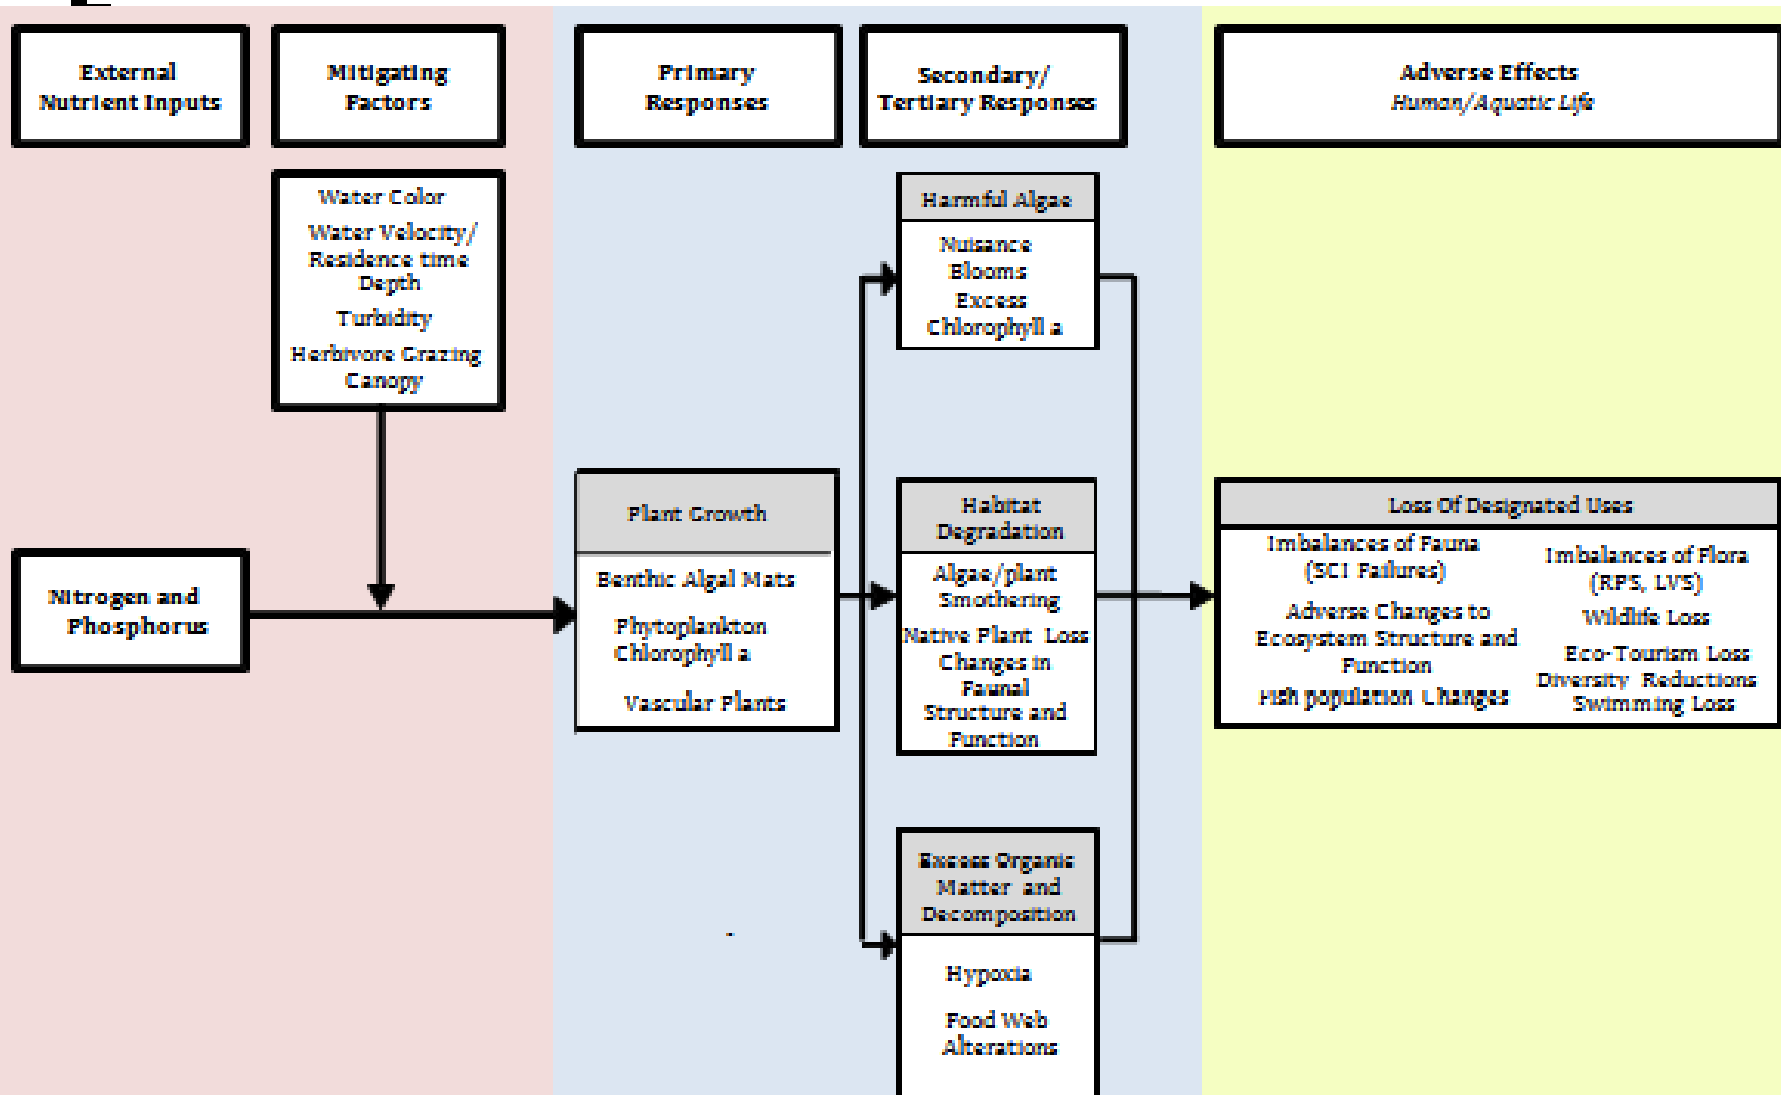 External
Nutrient Inputs
Mitigating
Factors
Primary
Responses
Secondary/
Tertiary Responses
Adverse Effects
Human/Aquatic Life
Water Color
Water Velocity/
Residence time
Depth
Turbidity
Herbivore Grazing
Canopy
Nitrogen and
Phosphorus
Plant Growth
Benthic Algal Mats
Phytoplankton
Chlorophyll a
Vascular Plants
Harmful Algae
Nuisance
Blooms
Excess
Chlorophyll a
Habitat
Degradation
Algae/plant
Smothering
Native Plant Loss
Changes in
Faunal
Structure and
Function
Excess Organic
Matter and
Decomposition
Hypoxia
Food Web
Alterations
Loss Of Designated Uses
Imbalances of Fauna
(SCI Failures)
Adverse Changes to
Ecosystem Structure and
Function
Fish population Changes
Imbalances of Flora
(RPS, LVS)
Wildlife Loss
Eco-Tourism Loss
Diversity Reductions
Swimming Loss